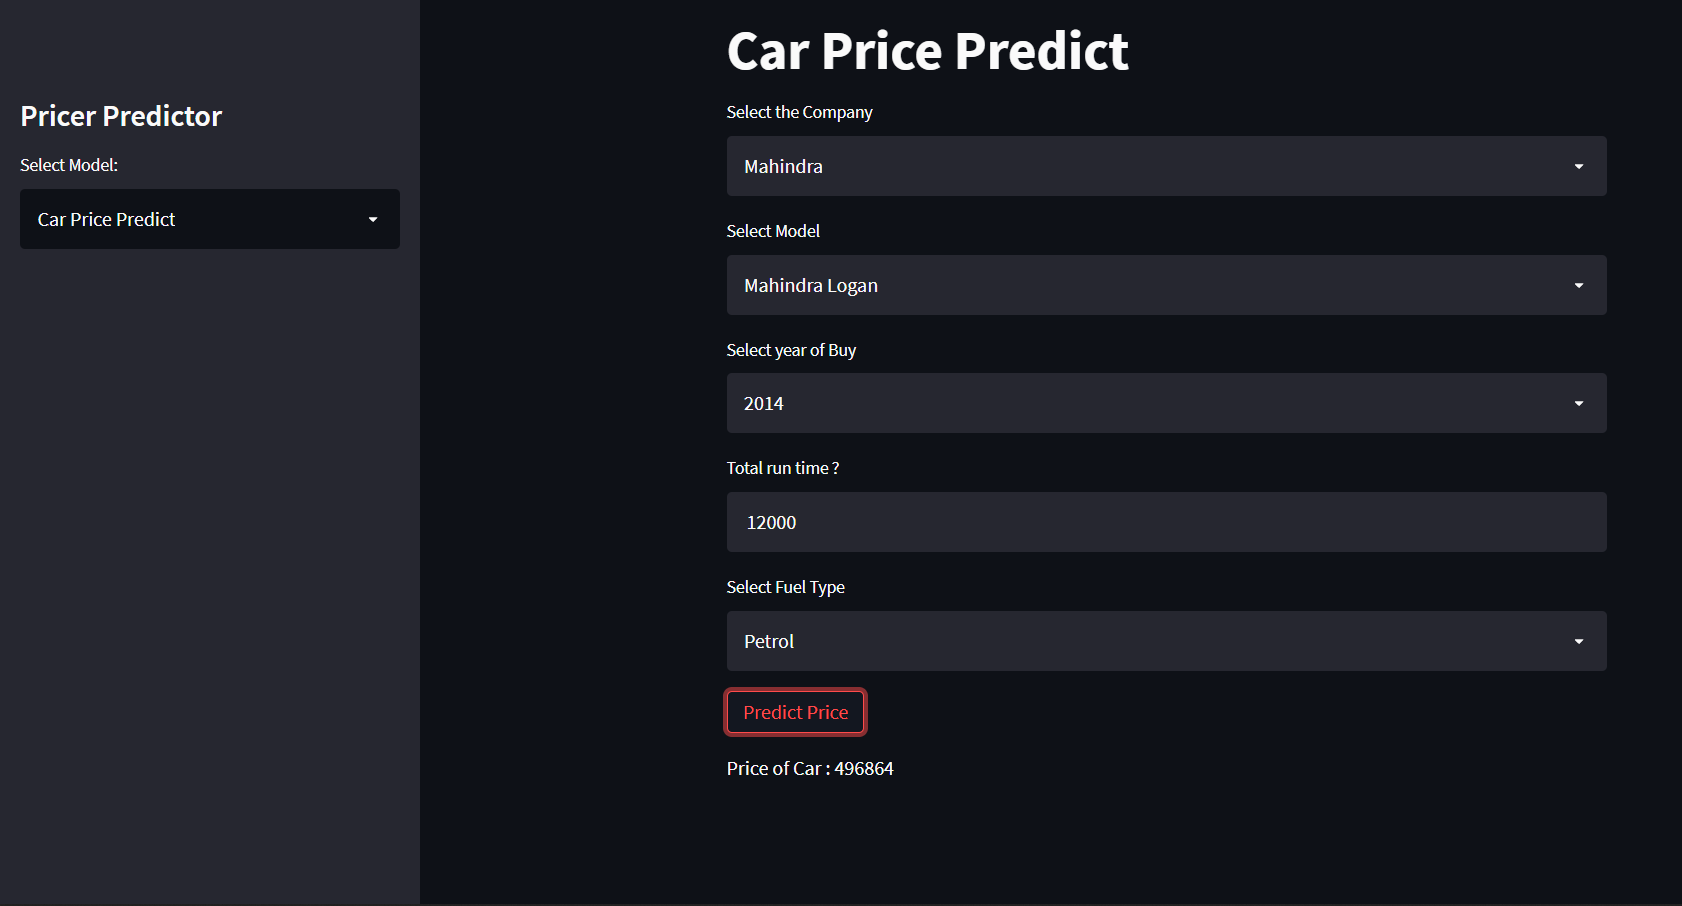 Pricer Predictor
Select Model:
Car Price Predict
Car Price Predict
Select the Company
Mahindra
Select Model
Mahindra Logan
Select year of Buy
2014
Total run time ?
12000
Select Fuel Type
Petrol
Predict Price
Price of Car : 496864